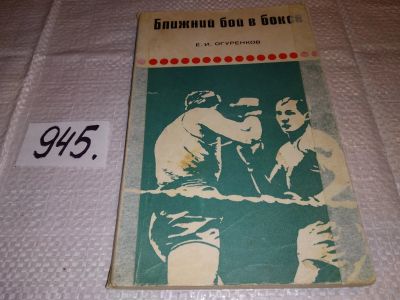 Ближний бой в боксе
Е. И. ОГУРЕНКОВ
945.